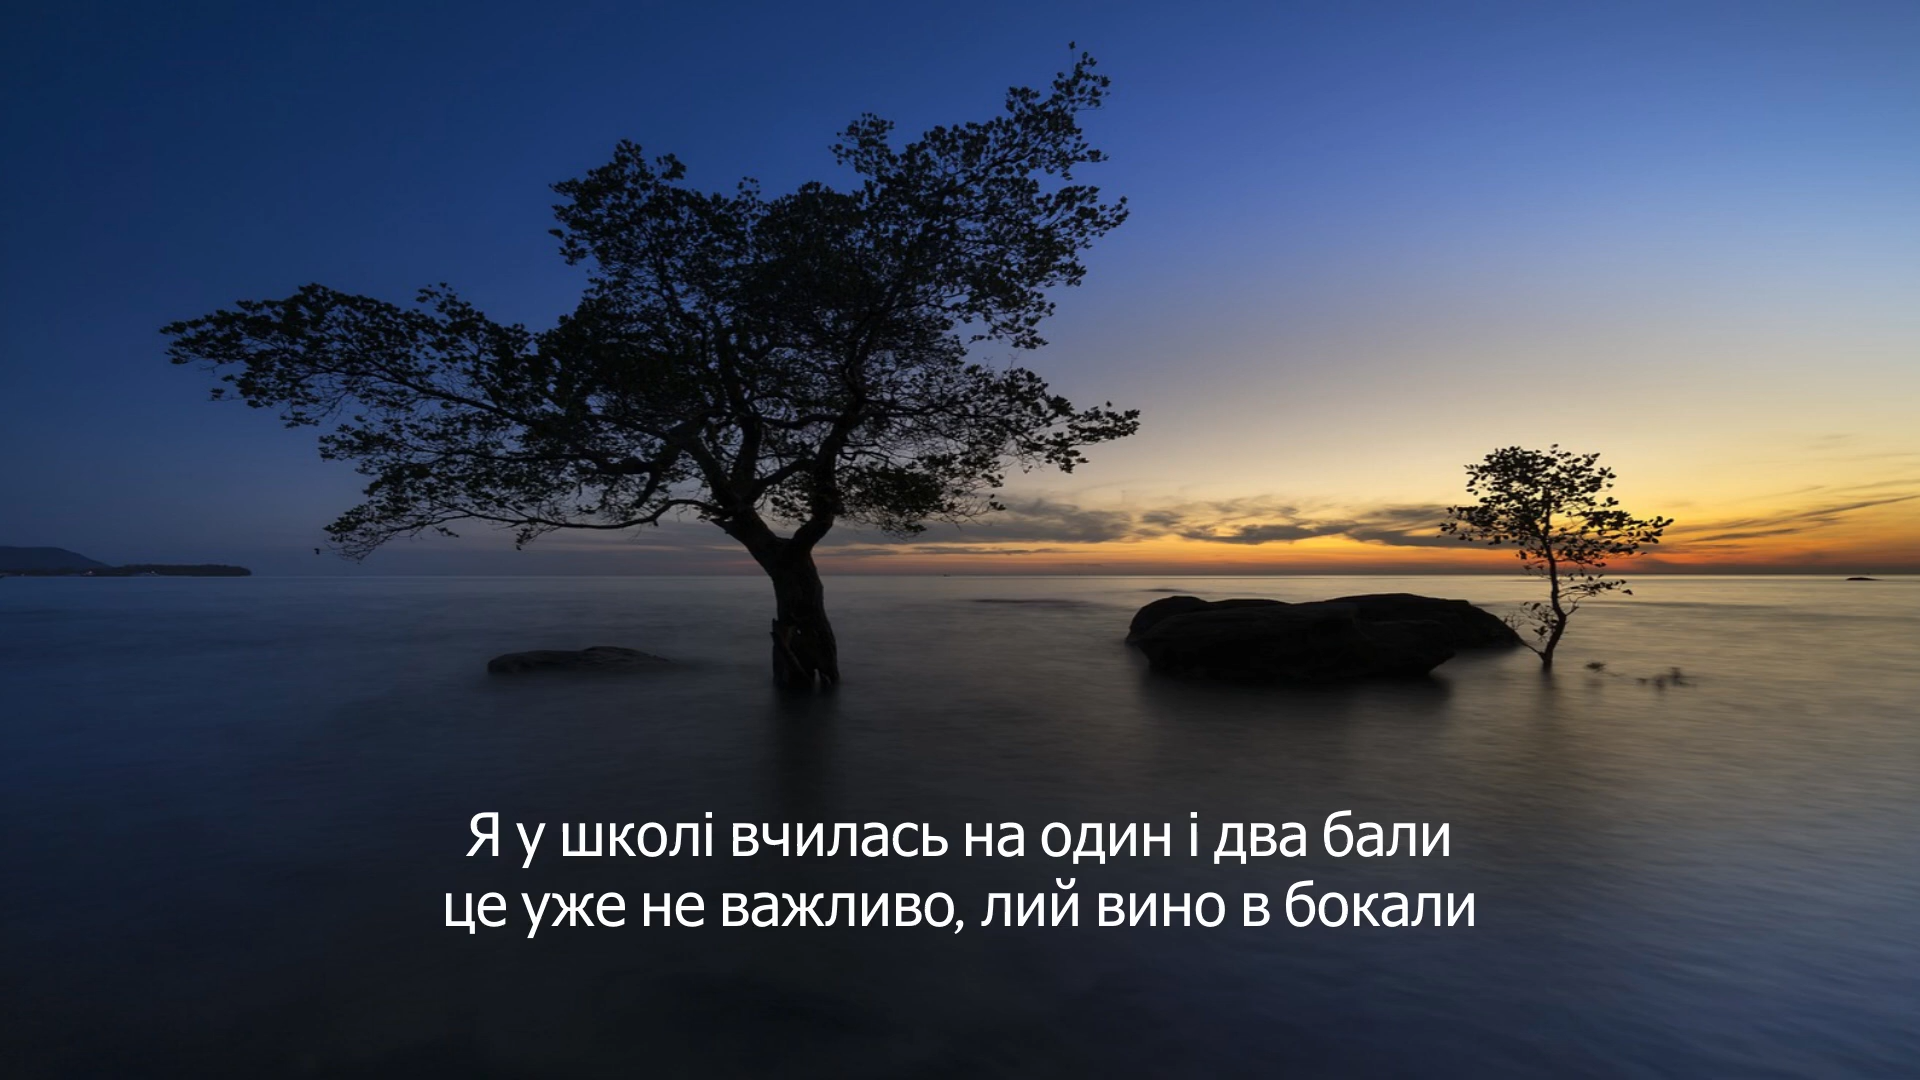 Я у школі вчилась на один і два бали
це уже не важливо, лий вино в бокали